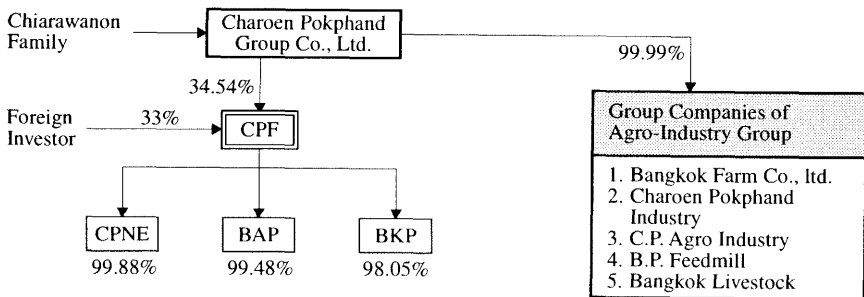 Chiarawanon
Family
Charoen Pokphand
Group Co., Ltd.
99.99%
34.54%
Foreign
Investor
33%
CPF
CPNE
BAP
BKP
99.88%
99.48%
98.05%
Group Companies of
Agro-Industry Group
1. Bangkok Farm Co., ltd.
2. Charoen Pokphand
Industry
3. C.P. Agro Industry
4. B.P. Feedmill
5. Bangkok Livestock